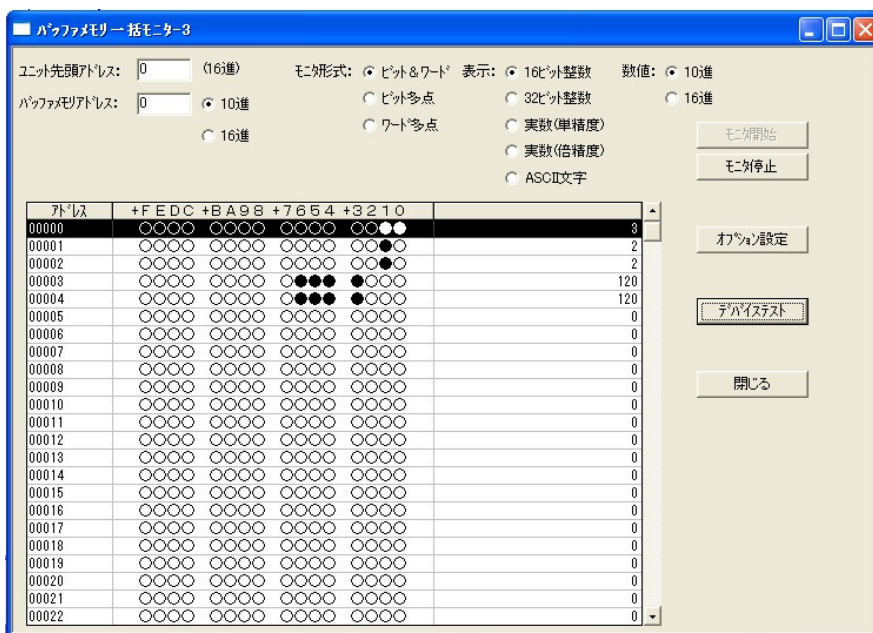 ﾊﾞｯﾌｧﾒﾓﾘ一括ﾓﾆﾀｰ3
ﾕﾆｯﾄ先頭ｱﾄﾞﾚｽ: 0 (16進) ﾓﾆﾀ形式: ﾋﾞｯﾄ&ﾜｰﾄﾞ 表示: 16ﾋﾞｯﾄ整数 数値: 10進
ﾊﾞｯﾌｧﾒﾓﾘｱﾄﾞﾚｽ: 0 10進 ﾋﾞｯﾄ多点 32ﾋﾞｯﾄ整数 16進
16進 ﾜｰﾄﾞ多点 実数(単精度)
ﾓﾆﾀ開始
実数(倍精度)
ﾓﾆﾀ停止
ASCII文字
ｱﾄﾞﾚｽ +FEDC +BA98 +7654 +3210
00000 ○○○○ ○○○○ ○○○○ ○○●● 3
00001 ○○○○ ○○○○ ○○○○ ○○●○ 2
ｵﾌﾟｼｮﾝ設定
00002 ○○○○ ○○○○ ○○○○ ○○●○ 2
00003 ○○○○ ○○○○ ○●●● ●○○○ 120
00004 ○○○○ ○○○○ ○●●● ●○○○ 120
ﾃﾞﾊﾞｲｽﾃｽﾄ
00005 ○○○○ ○○○○ ○○○○ ○○○○ 0
00006 ○○○○ ○○○○ ○○○○ ○○○○ 0
00007 ○○○○ ○○○○ ○○○○ ○○○○ 0
00008 ○○○○ ○○○○ ○○○○ ○○○○ 0
00009 ○○○○ ○○○○ ○○○○ ○○○○ 0
閉じる
00010 ○○○○ ○○○○ ○○○○ ○○○○ 0
00011 ○○○○ ○○○○ ○○○○ ○○○○ 0
00012 ○○○○ ○○○○ ○○○○ ○○○○ 0
00013 ○○○○ ○○○○ ○○○○ ○○○○ 0
00014 ○○○○ ○○○○ ○○○○ ○○○○ 0
00015 ○○○○ ○○○○ ○○○○ ○○○○ 0
00016 ○○○○ ○○○○ ○○○○ ○○○○ 0
00017 ○○○○ ○○○○ ○○○○ ○○○○ 0
00018 ○○○○ ○○○○ ○○○○ ○○○○ 0
00019 ○○○○ ○○○○ ○○○○ ○○○○ 0
00020 ○○○○ ○○○○ ○○○○ ○○○○ 0
00021 ○○○○ ○○○○ ○○○○ ○○○○ 0
00022 ○○○○ ○○○○ ○○○○ ○○○○ 0